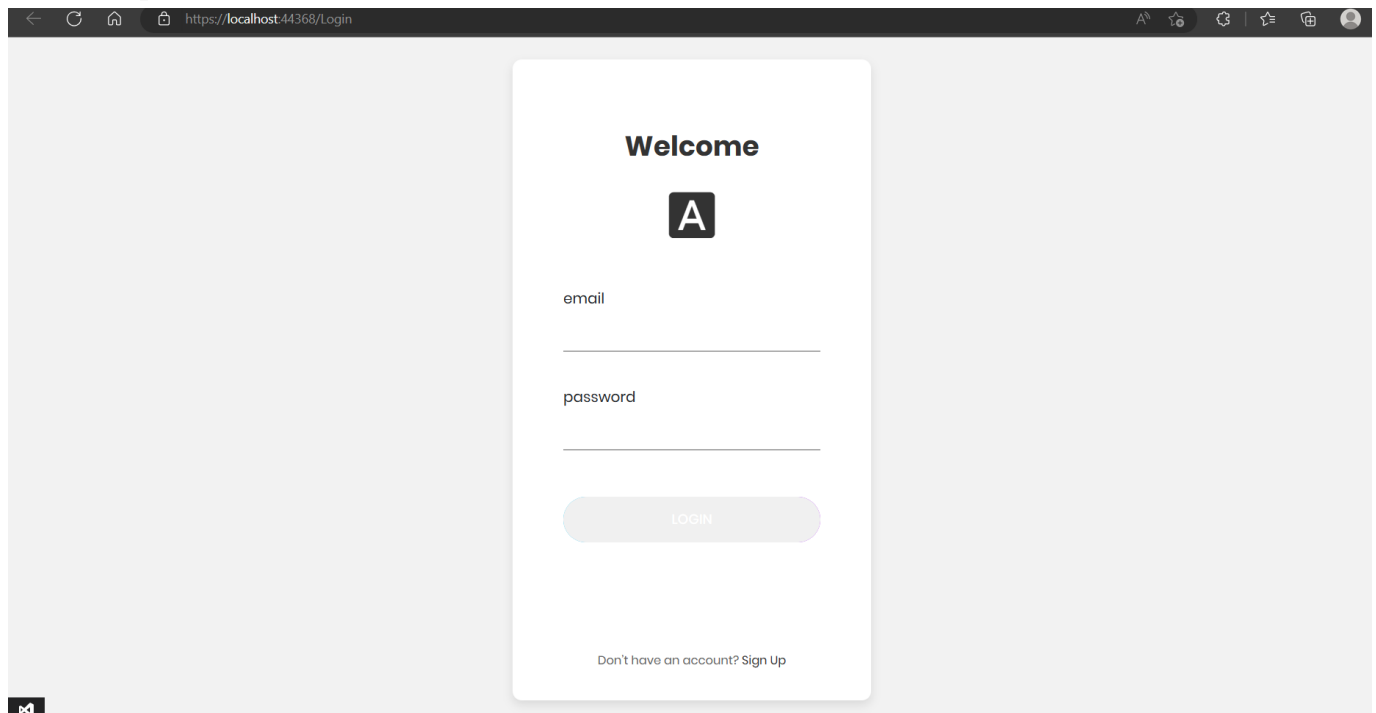 https://localhost:44368/Login
Welcome
A
email
password
LOGIN
Don't have an account? Sign Up